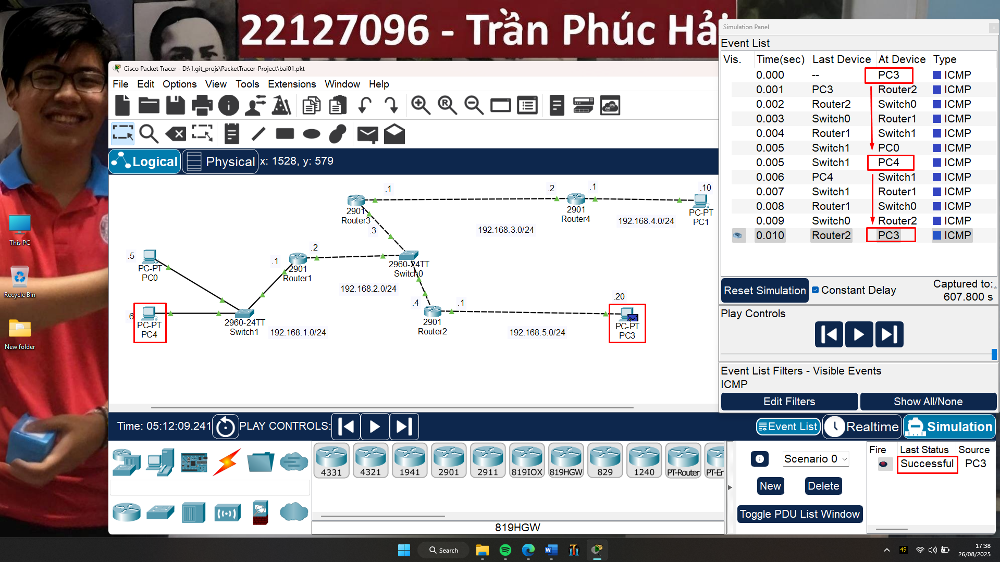 22127096 - Trần Phúc Hải
Simulation Panel
Event List
Vis. Time(sec) Last Device At Device Type
0.000 -- PC3 ICMP
0.001 PC3 Router2 ICMP
0.002 Router2 Switch0 ICMP
0.003 Switch0 Router1 ICMP
0.004 Router1 Switch1 ICMP
0.005 Switch1 PC0 ICMP
0.005 Switch1 PC4 ICMP
0.006 PC4 Switch1 ICMP
0.007 Switch1 Router1 ICMP
0.008 Router1 Switch0 ICMP
0.009 Switch0 Router2 ICMP
0.010 Router2 PC3 ICMP
Reset Simulation Constant Delay Captured to:
607.800 s
*
Play Controls
Event List Filters - Visible Events
ICMP
Edit Filters Show All/None
Cisco Packet Tracer - D:\1.git_projs\PacketTracer-Project\bai01.pkt
File Edit Options View Tools Extensions Window Help
Logical Physical x: 1528, y: 579
.1 .2 .1 .10
2901
Router3
2901
Router4
PC-PT
PC1
.3
192.168.3.0/24
192.168.4.0/24
.5
PC-PT
PC0
.1
.2
2901
Router1
2960-24TT
Switch0
192.168.2.0/24
.6
PC-PT
PC4
2960-24TT
Switch1
192.168.1.0/24
.4
.1
2901
Router2
192.168.5.0/24
.20
PC-PT
PC3
Time: 05:12:09.241 PLAY CONTROLS:
Event List Realtime Simulation
4331 4321 1941 2901 2911 819IOX 819HGW 829 1240 PT-Router PT-Er
819HGW
Scenario 0
New Delete
Toggle PDU List Window
Fire Last Status Source
Successful PC3
This PC
Recycle Bin
New folder
Search
49
17:38
26/08/2025